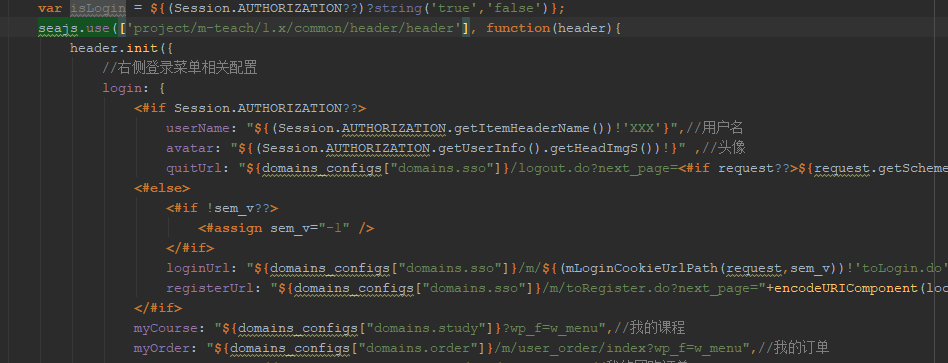 var isLogin = ${(Session.AUTHORIZATION??)?string('true','false')};
seajs.use(['project/m-teach/1.x/common/header/header'], function(header){
header.init({
//右侧登录菜单相关配置
login: {
<#if Session.AUTHORIZATION??>
userName: "${(Session.AUTHORIZATION.getItemHeaderName())!'XXX'}",//用户名
avatar: "${(Session.AUTHORIZATION.getUserInfo().getHeadImgS())!}" ,//头像
quitUrl: "${domains_configs["domains.sso"]}/logout.do?next_page=<#if request??>${request.getScheme
<#else>
<#if !sem_v??>
<#assign sem_v="-1" />
</#if>
loginUrl: "${domains_configs["domains.sso"]}/m/${(mLoginCookieUrlPath(request,sem_v))!'toLogin.do'
registerUrl: "${domains_configs["domains.sso"]}/m/toRegister.do?next_page="+encodeURIComponent(loc
</#if>
myCourse: "${domains_configs["domains.study"]}?wp_f=w_menu",//我的课程
myOrder: "${domains_configs["domains.order"]}/m/user_order/index?wp_f=w_menu",//我的订单